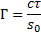 Γ = cτ / s₀